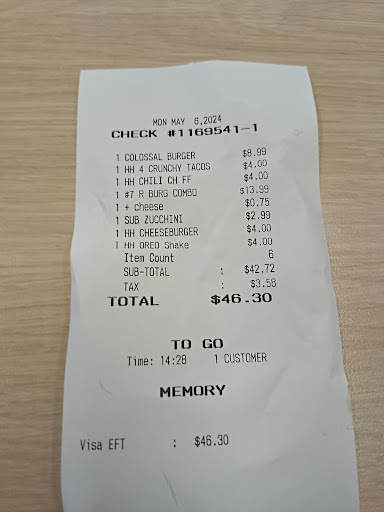 MON MAY 6,2024
CHECK #1169541-1
1 COLOSSAL BURGER $8.99
1 HH 4 CRUNCHY TACOS $4.00
1 HH CHILI CH FF $4.00
1 #7 R BURG COMBO $13.99
1 + cheese $0.75
1 SUB ZUCCHINI $2.99
1 HH CHEESEBURGER $4.00
1 HH OREO Shake $4.00
Item Count 6
SUB-TOTAL : $42.72
TAX : $3.58
TOTAL $46.30
TO GO
Time: 14:28 1 CUSTOMER
MEMORY
Visa EFT : $46.30